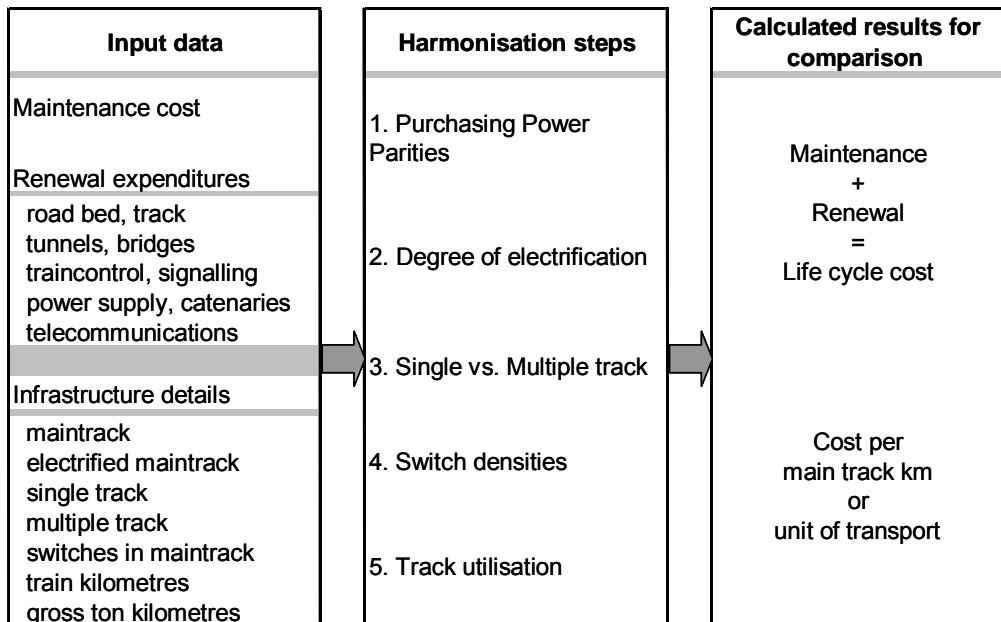 Input data
Maintenance cost
Renewal expenditures
road bed, track
tunnels, bridges
traincontrol, signalling
power supply, catenaries
telecommunications
Infrastructure details
maintrack
electrified maintrack
single track
multiple track
switches in maintrack
train kilometres
gross ton kilometres
Harmonisation steps
1. Purchasing Power
Parities
2. Degree of electrification
3. Single vs. Multiple track
4. Switch densities
5. Track utilisation
Calculated results for
comparison
Maintenance
+
Renewal
=
Life cycle cost
Cost per
main track km
or
unit of transport